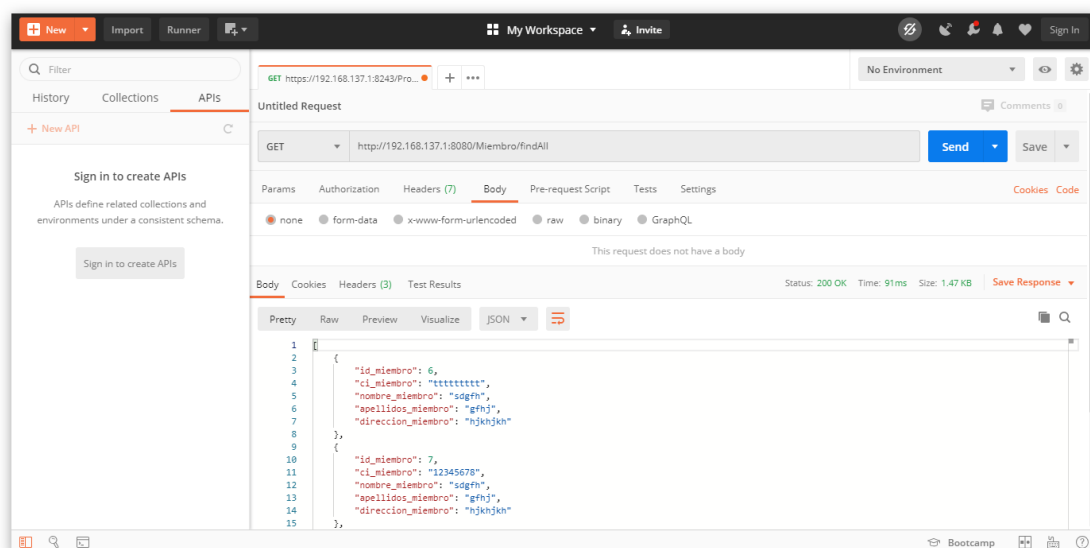 New Import Runner My Workspace Invite Sign In
Filter
History Collections APIs
+ New API
Sign in to create APIs
APIs define related collections and
environments under a consistent schema.
Sign in to create APIs
GET https://192.168.137.1:8243/Pro... + ••• No Environment
Untitled Request Comments 0
GET http://192.168.137.1:8080/Miembro/findAll Send Save
Params Authorization Headers (7) Body Pre-request Script Tests Settings Cookies Code
none form-data x-www-form-urlencoded raw binary GraphQL
This request does not have a body
Body Cookies Headers (3) Test Results Status: 200 OK Time: 91ms Size: 1.47 KB Save Response
Pretty Raw Preview Visualize JSON
1 [
2 {
3 "id_miembro": 6,
4 "ci_miembro": "ttttttttt",
5 "nombre_miembro": "sdgfh",
6 "apellidos_miembro": "gfhj",
7 "direccion_miembro": "hjkhjkh"
8 },
9 {
10 "id_miembro": 7,
11 "ci_miembro": "12345678",
12 "nombre_miembro": "sdgfh",
13 "apellidos_miembro": "gfhj",
14 "direccion_miembro": "hjkhjkh"
15 },
Bootcamp